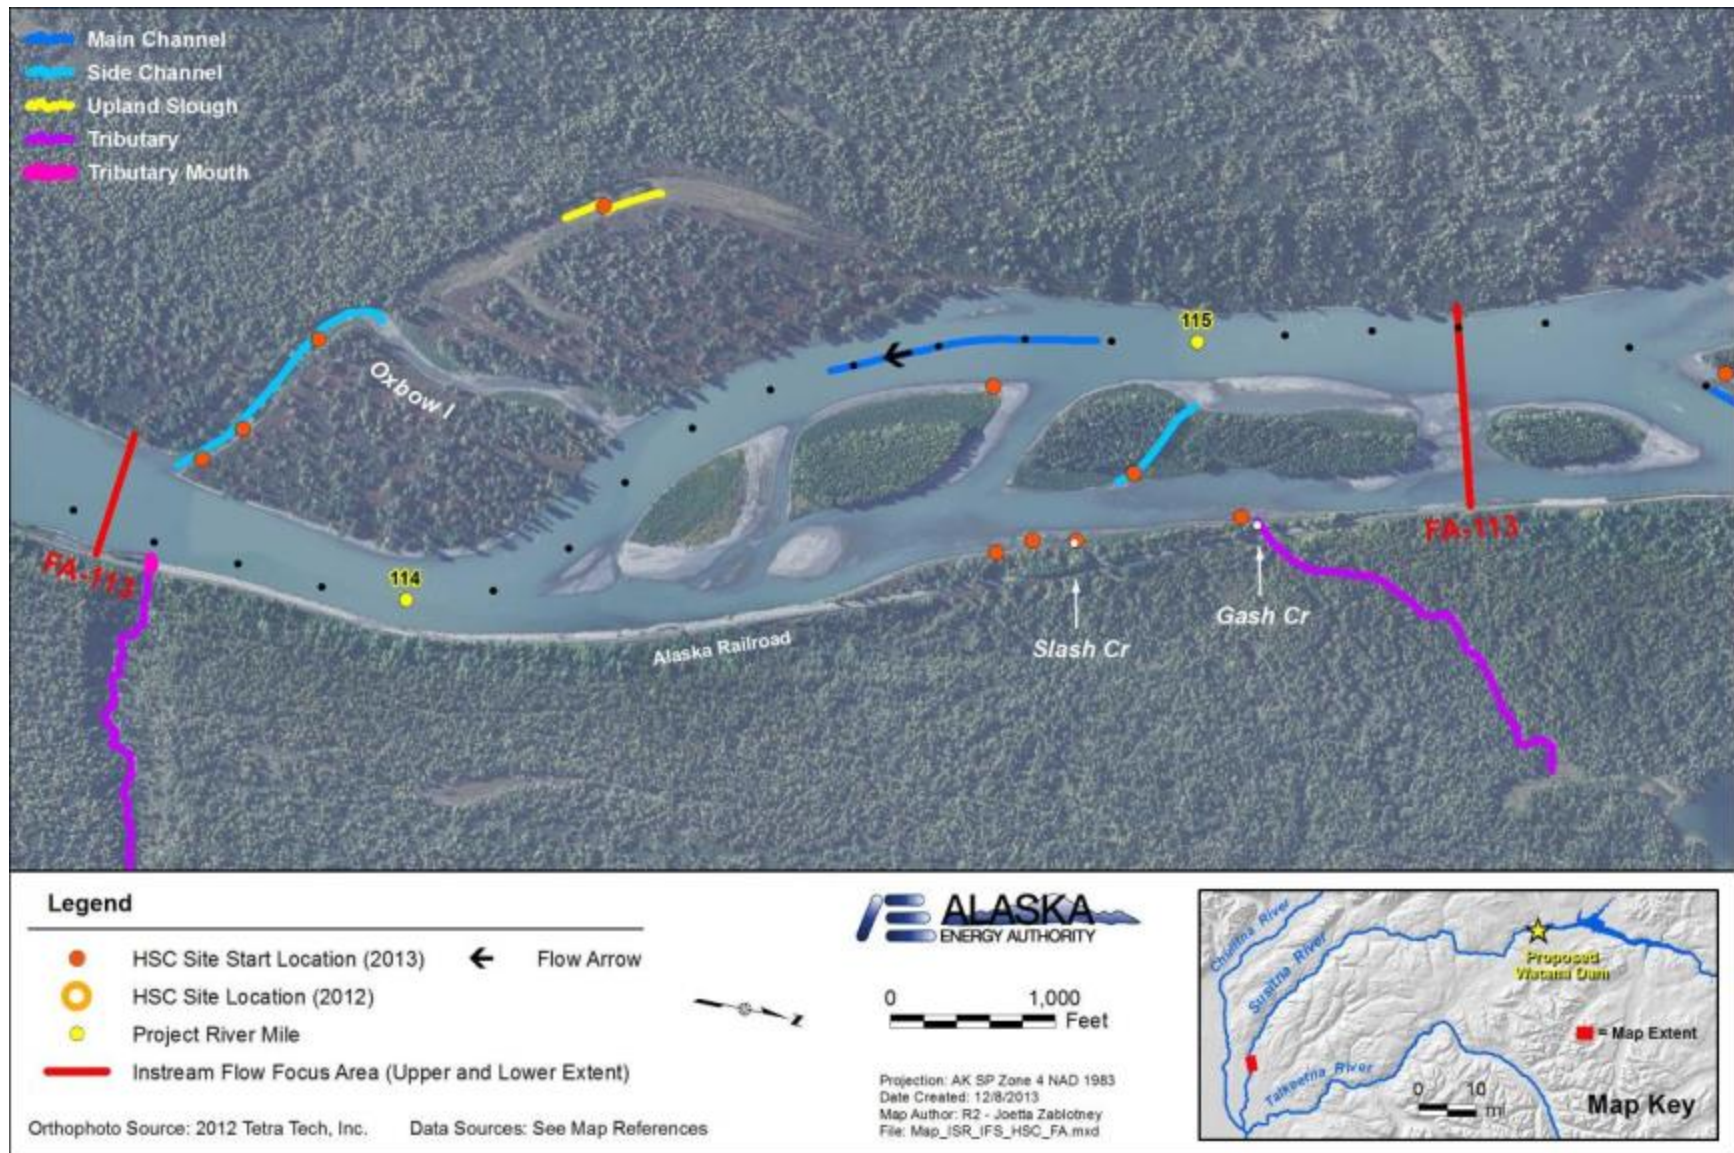 Main Channel
Side Channel
Upland Slough
Tributary
Tributary Mouth
115
Oxbow I
FA-113
FA-113
114
Gash Cr
Slash Cr
Alaska Railroad
Legend
HSC Site Start Location (2013)
Flow Arrow
HSC Site Location (2012)
Project River Mile
Instream Flow Focus Area (Upper and Lower Extent)
Orthophoto Source: 2012 Tetra Tech, Inc.
Data Sources: See Map References
ALASKA
ENERGY AUTHORITY
z
0 1,000
Feet
Projection: AK SP Zone 4 NAD 1983
Date Created: 12/8/2013
Map Author: R2 - Joetta Zablotney
File: Map_ISR_IFS_HSC_FA.mxd
Chulitna River
Susitna River
Proposed
Watana Dam
= Map Extent
Talkeetna River
0 10
mi
Map Key